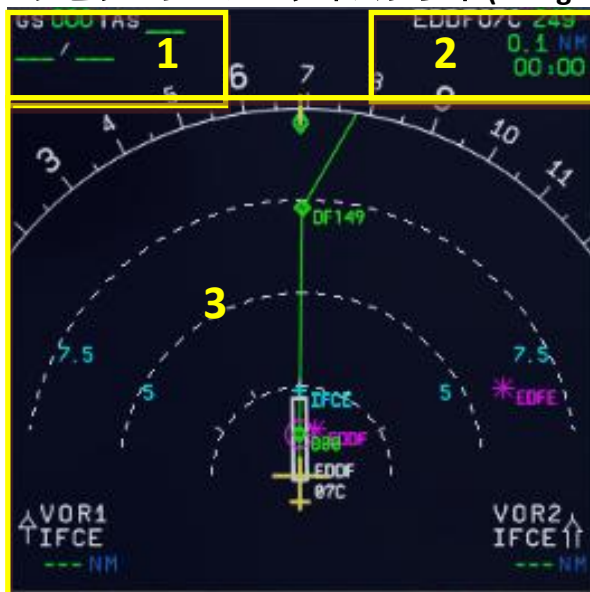 GS 000 TAS ___
EDDF07C 249
1
2
0.1 NM
---/---
00:00
3
4
5
6
7
8
9
10
11
DF149
3
7.5
7.5
5
5
IFCE
EDFE
EDDF
EDDF
07C
VOR1
IFCE
--- NM
VOR2
IFCE
--- NM